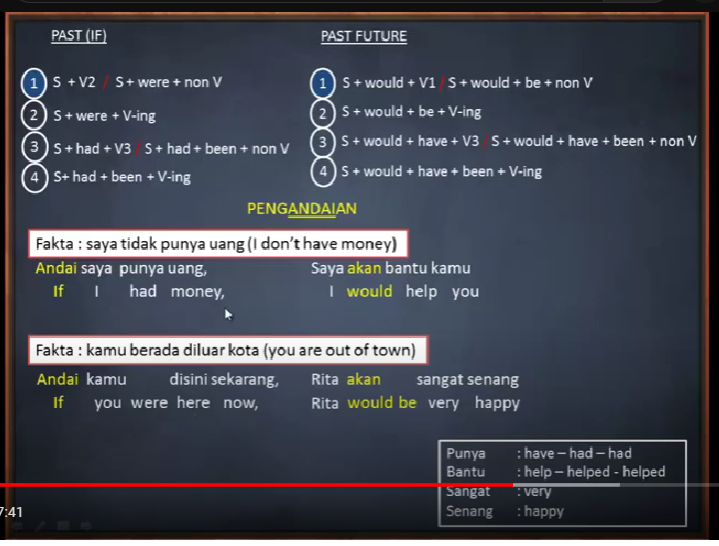 PAST (IF)
1 S + V2 / S + were + non V
2 S + were + V-ing
3 S + had + V3 / S + had + been + non V
4 S+ had + been + V-ing
PAST FUTURE
1 S + would + V1 / S + would + be + non V
2 S + would + be + V-ing
3 S + would + have + V3 / S + would + have + been + non V
4 S + would + have + been + V-ing
PENGANDAIAN
Fakta : saya tidak punya uang (I don't have money)
Andai saya punya uang, Saya akan bantu kamu
If I had money, I would help you
Fakta : kamu berada diluar kota (you are out of town)
Andai kamu disini sekarang, Rita akan sangat senang
If you were here now, Rita would be very happy
Punya : have – had – had
Bantu : help – helped - helped
Sangat : very
Senang : happy
7:41